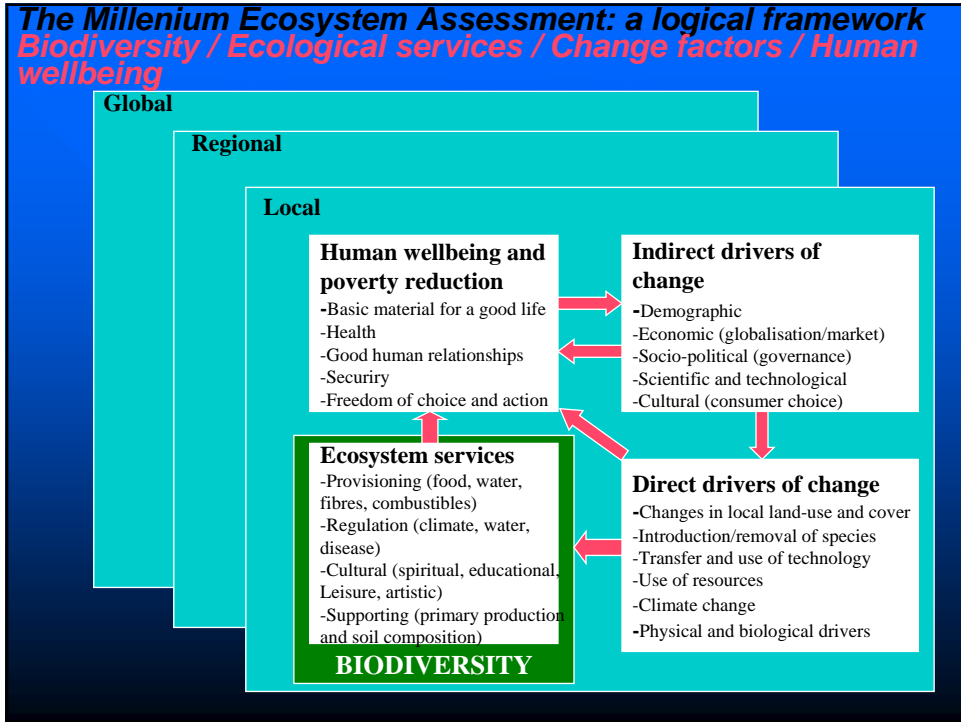 The Millenium Ecosystem Assessment: a logical framework
Biodiversity / Ecological services / Change factors / Human
wellbeing
Global
Regional
Local
Human wellbeing and
poverty reduction
-Basic material for a good life
-Health
-Good human relationships
-Securiry
-Freedom of choice and action
Indirect drivers of
change
-Demographic
-Economic (globalisation/market)
-Socio-political (governance)
-Scientific and technological
-Cultural (consumer choice)
Ecosystem services
-Provisioning (food, water,
fibres, combustibles)
-Regulation (climate, water,
disease)
-Cultural (spiritual, educational,
Leisure, artistic)
-Supporting (primary production
and soil composition)
BIODIVERSITY
Direct drivers of change
-Changes in local land-use and cover
-Introduction/removal of species
-Transfer and use of technology
-Use of resources
-Climate change
-Physical and biological drivers